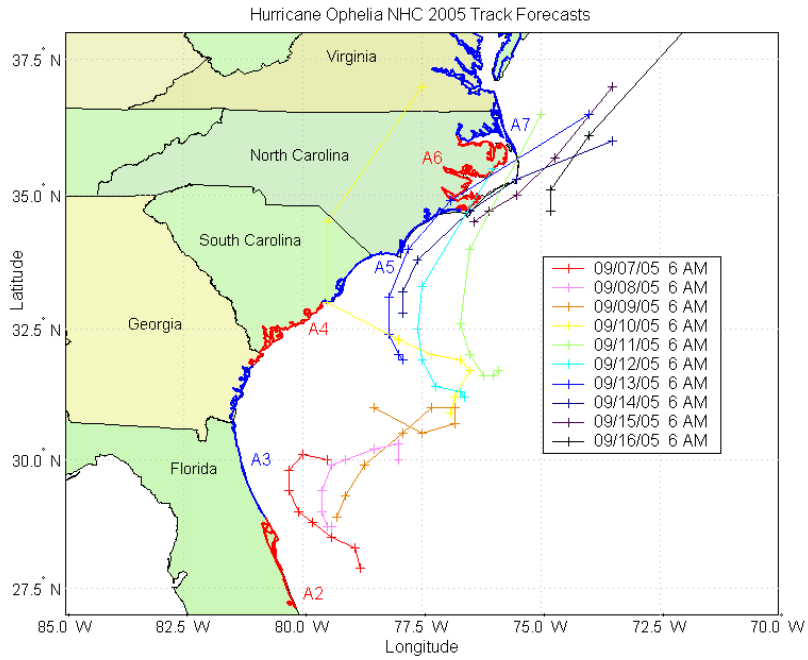 Hurricane Ophelia NHC 2005 Track Forecasts
37.5° N
Virginia
A7
North Carolina
A6
35.0° N
South Carolina
A5
Latitude
Georgia
32.5° N
A4
09/07/05 6 AM
09/08/05 6 AM
09/09/05 6 AM
09/10/05 6 AM
09/11/05 6 AM
09/12/05 6 AM
09/13/05 6 AM
09/14/05 6 AM
09/15/05 6 AM
09/16/05 6 AM
30.0° N
Florida
A3
27.5° N
A2
85.0 W 82.5° W 80.0 W 77.5° W 75.0 W 72.5° W 70.0 W
Longitude